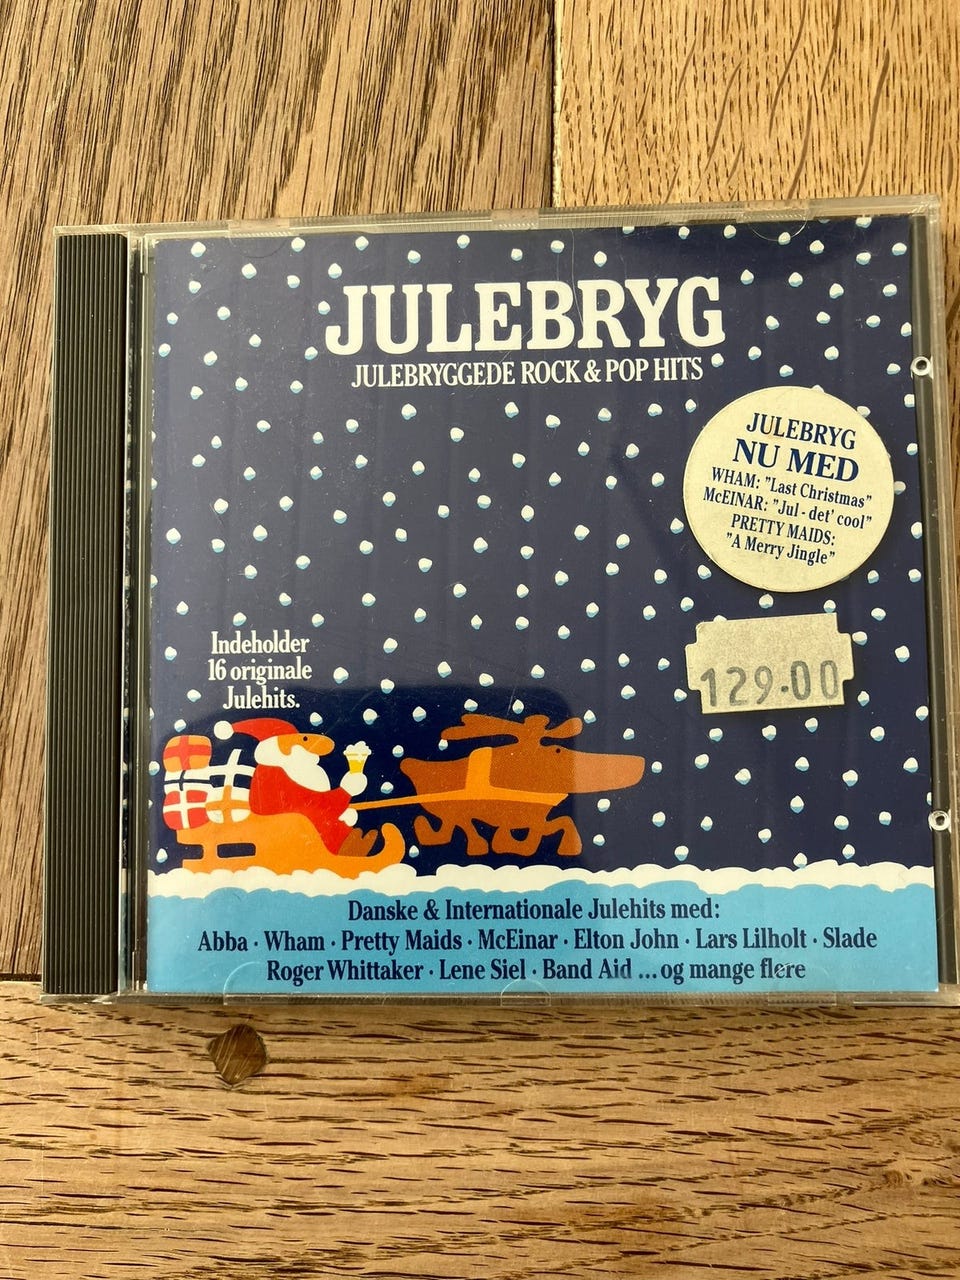 JULEBRYG
JULEBRYGGEDE ROCK & POP HITS
JULEBRYG
NU MED
WHAM: "Last Christmas"
McEINAR: "Jul - det' cool"
PRETTY MAIDS:
"A Merry Jingle"
129.00
Indeholder
16 originale
Julehits.
Danske & Internationale Julehits med:
Abba · Wham · Pretty Maids · McEinar · Elton John · Lars Lilholt · Slade
Roger Whittaker · Lene Siel · Band Aid ... og mange flere